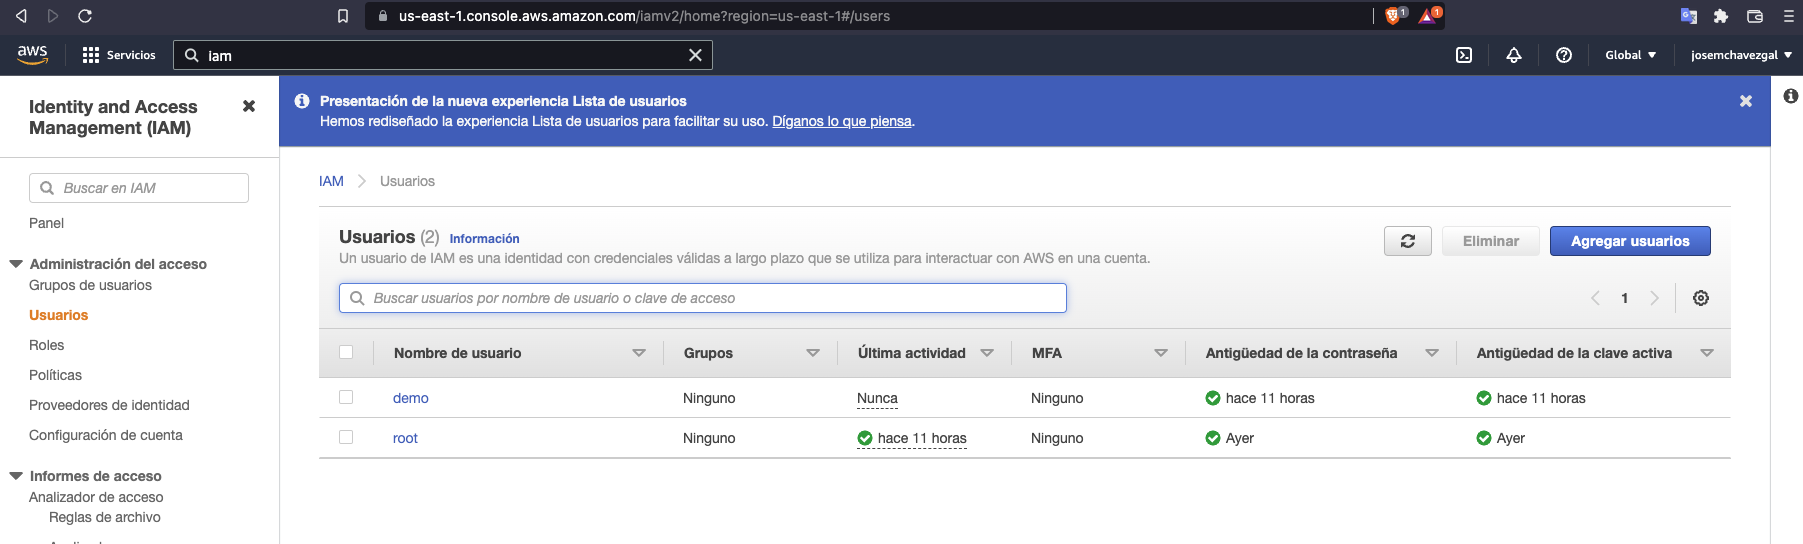 us-east-1.console.aws.amazon.com/iamv2/home?region=us-east-1#/users
1
1
aws
Servicios
iam
Global
josemchavezgal
Identity and Access
Management (IAM)
Buscar en IAM
Panel
Administración del acceso
Grupos de usuarios
Usuarios
Roles
Políticas
Proveedores de identidad
Configuración de cuenta
Informes de acceso
Analizador de acceso
Reglas de archivo
Presentación de la nueva experiencia Lista de usuarios
Hemos rediseñado la experiencia Lista de usuarios para facilitar su uso. Díganos lo que piensa.
IAM
Usuarios
Usuarios (2) Información
Un usuario de IAM es una identidad con credenciales válidas a largo plazo que se utiliza para interactuar con AWS en una cuenta.
Eliminar
Agregar usuarios
Buscar usuarios por nombre de usuario o clave de acceso
1
Nombre de usuario Grupos Última actividad MFA Antigüedad de la contraseña Antigüedad de la clave activa
demo Ninguno Nunca Ninguno hace 11 horas hace 11 horas
root Ninguno hace 11 horas Ninguno Ayer Ayer